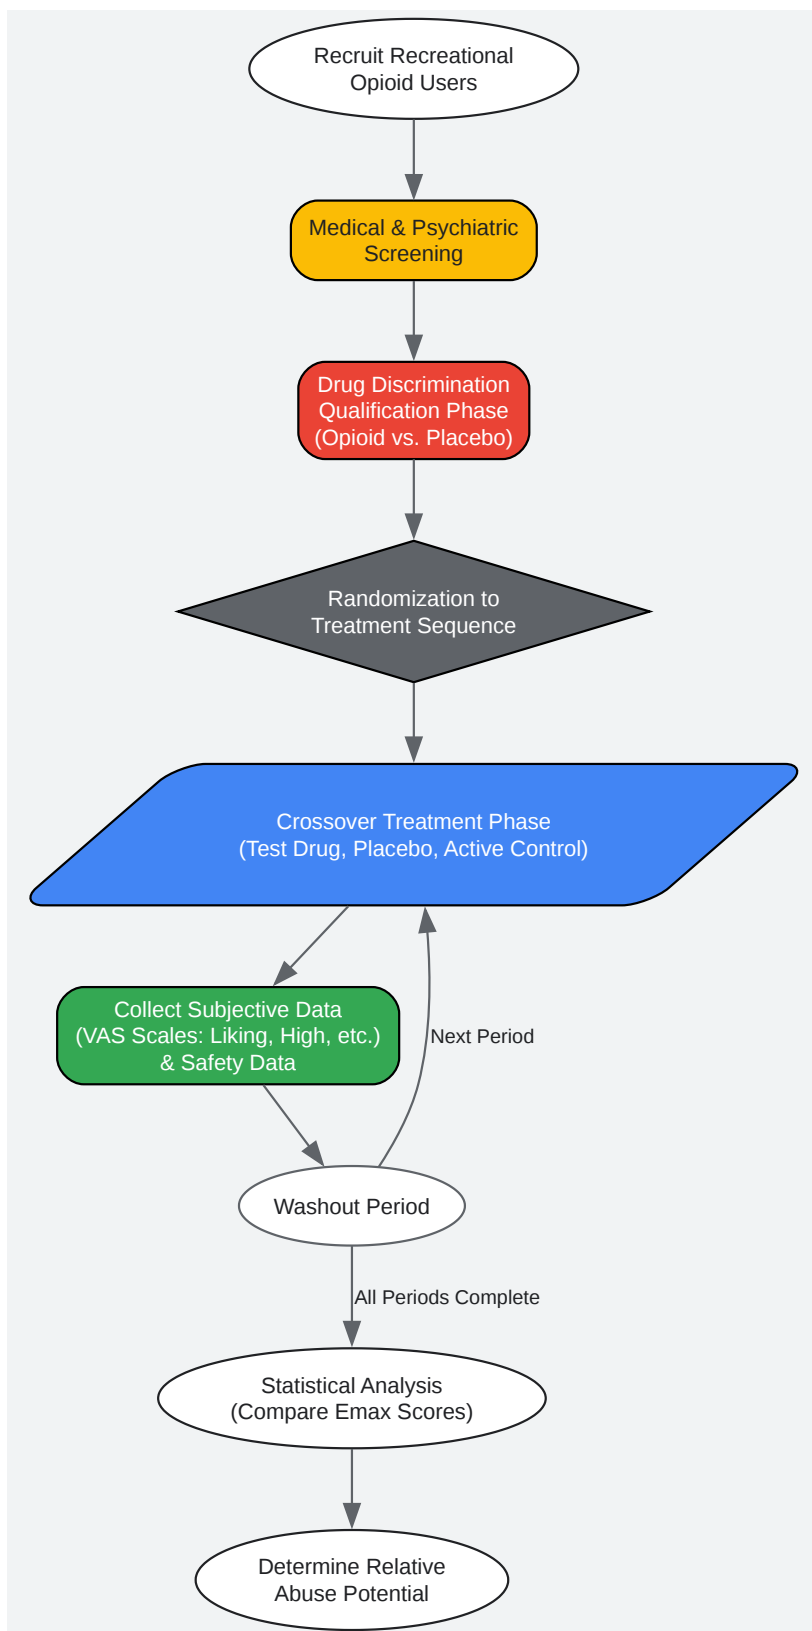 Recruit Recreational
Opioid Users
Medical & Psychiatric
Screening
Drug Discrimination
Qualification Phase
(Opioid vs. Placebo)
Randomization to
Treatment Sequence
Crossover Treatment Phase
(Test Drug, Placebo, Active Control)
Collect Subjective Data
(VAS Scales: Liking, High, etc.)
& Safety Data
Next Period
Washout Period
All Periods Complete
Statistical Analysis
(Compare Emax Scores)
Determine Relative
Abuse Potential